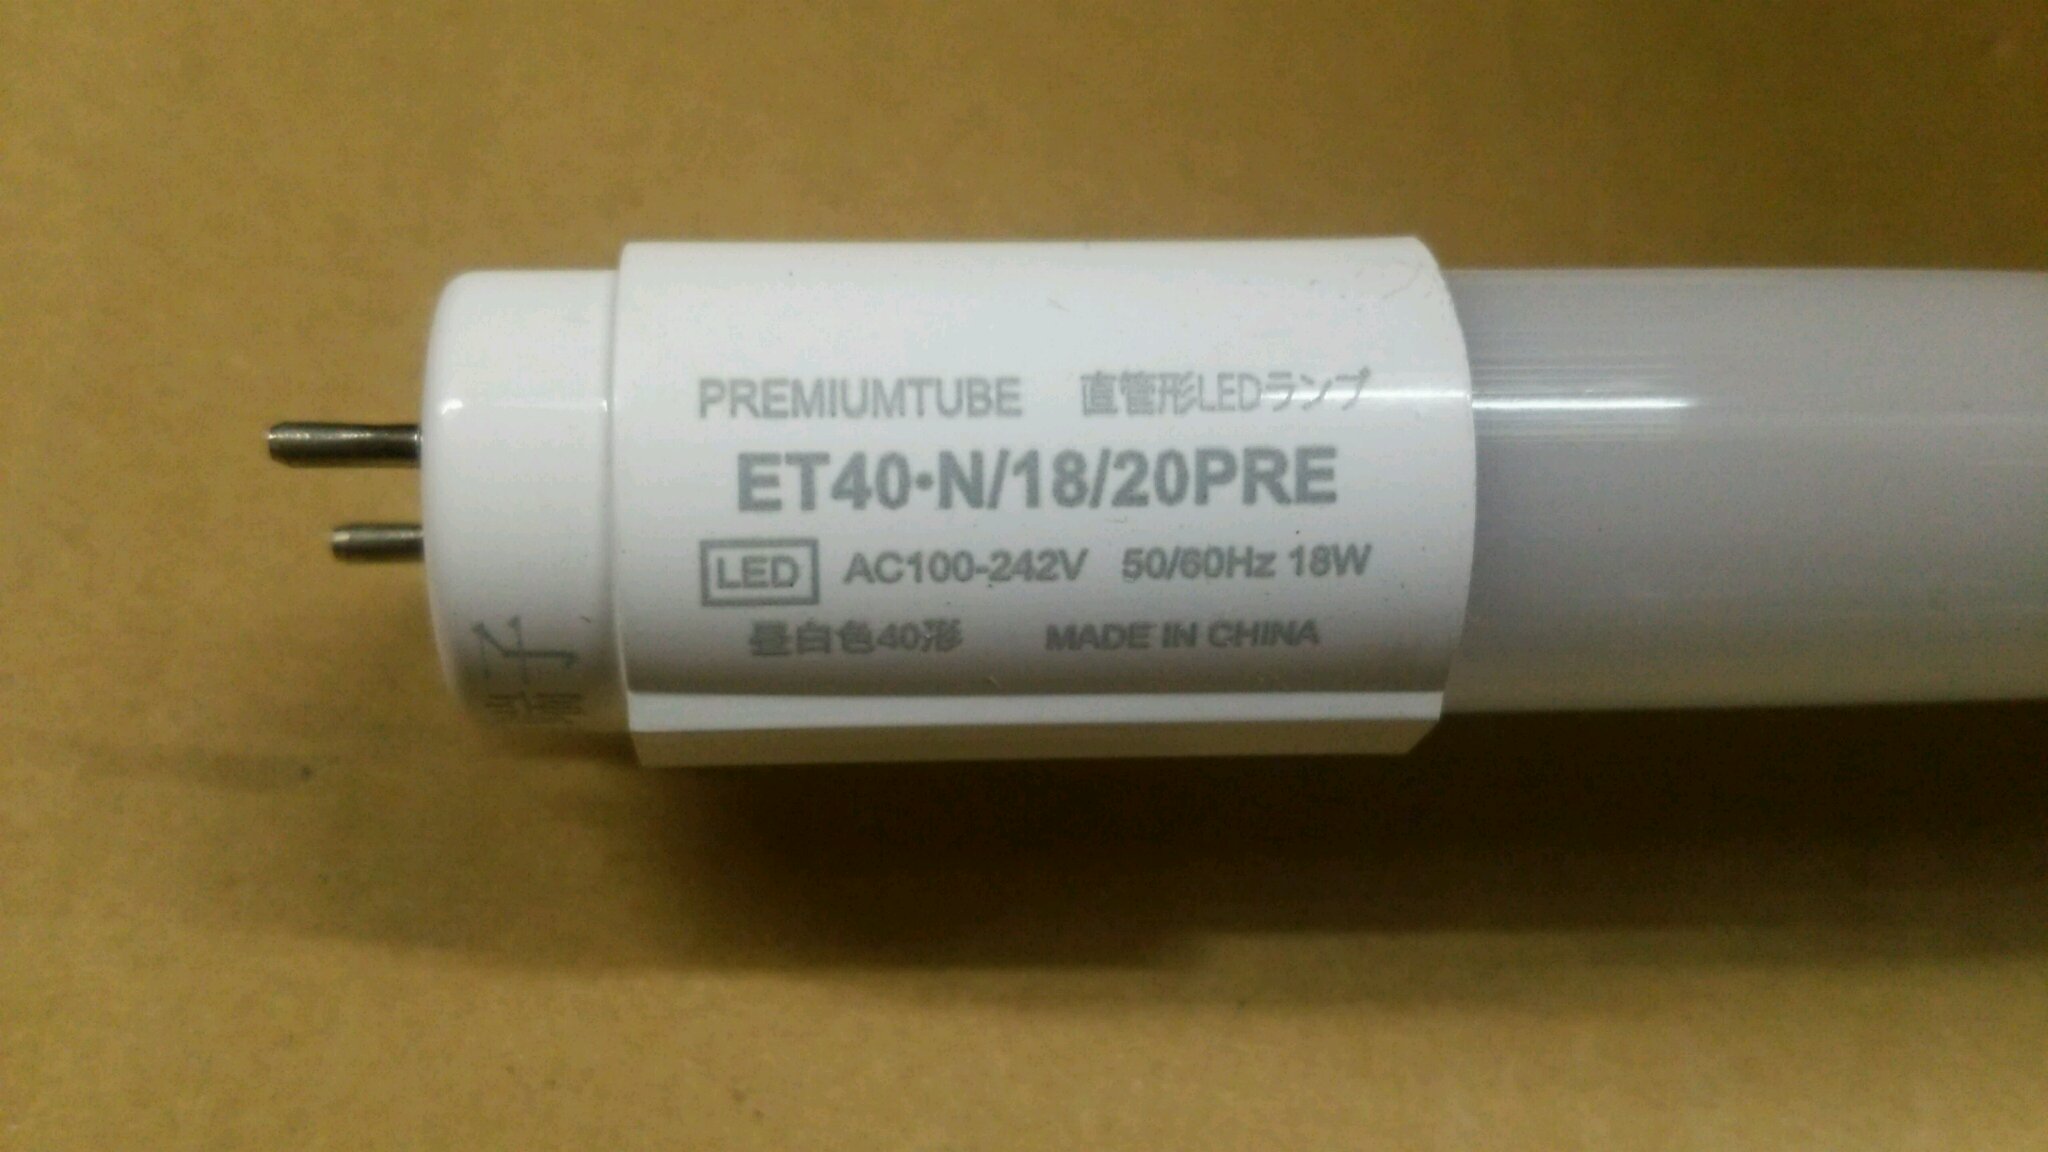 PREMIUMTUBE 直管形LEDランプ
ET40・N/18/20PRE
LED AC100-242V 50/60Hz 18W
昼白色40形 MADE IN CHINA